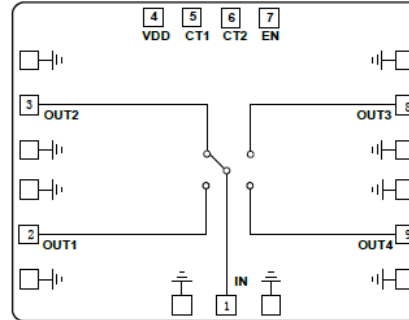 4 5 6 7
VDD CT1 CT2 EN
3 8
OUT2 OUT3
2 9
OUT1 OUT4
IN
1